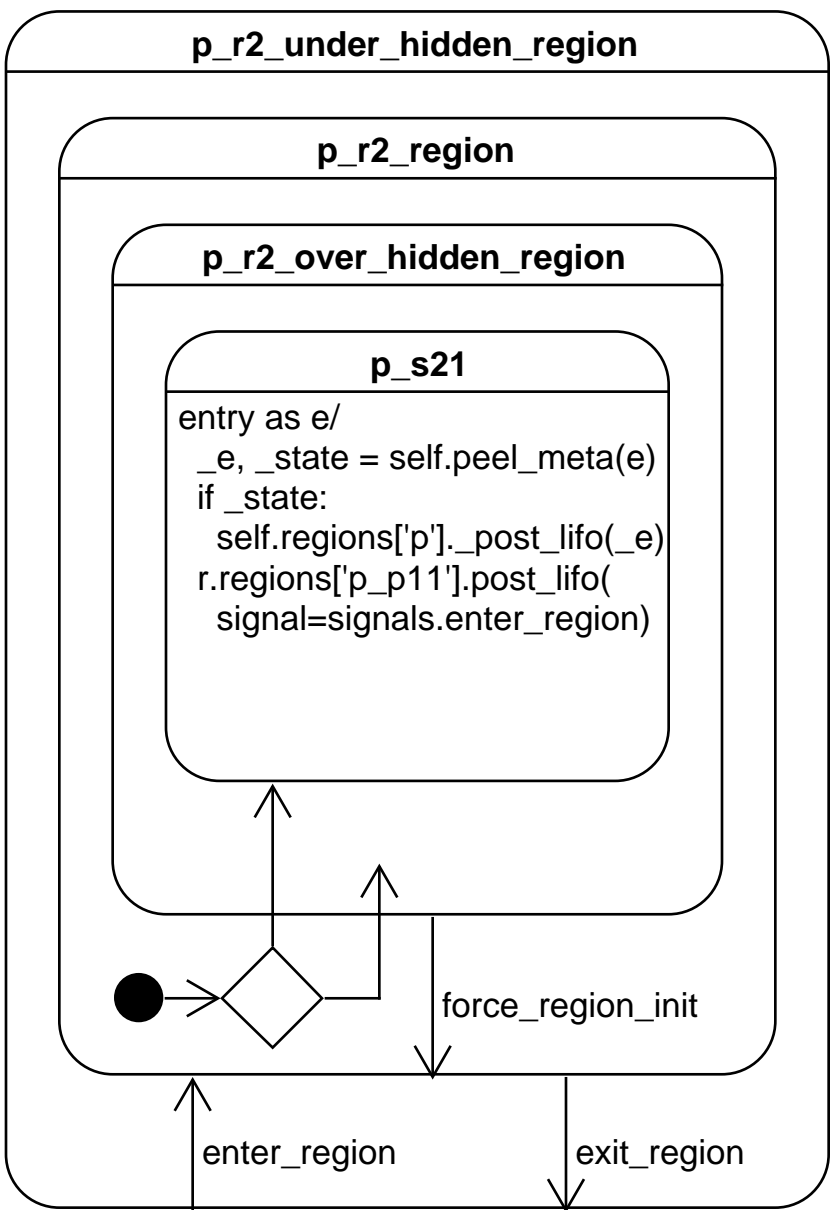 p_r2_under_hidden_region
p_r2_region
p_r2_over_hidden_region
p_s21
entry as e/
_e, _state = self.peel_meta(e)
if _state:
self.regions['p']._post_lifo(_e)
r.regions['p_p11'].post_lifo(
signal=signals.enter_region)
force_region_init
enter_region
exit_region